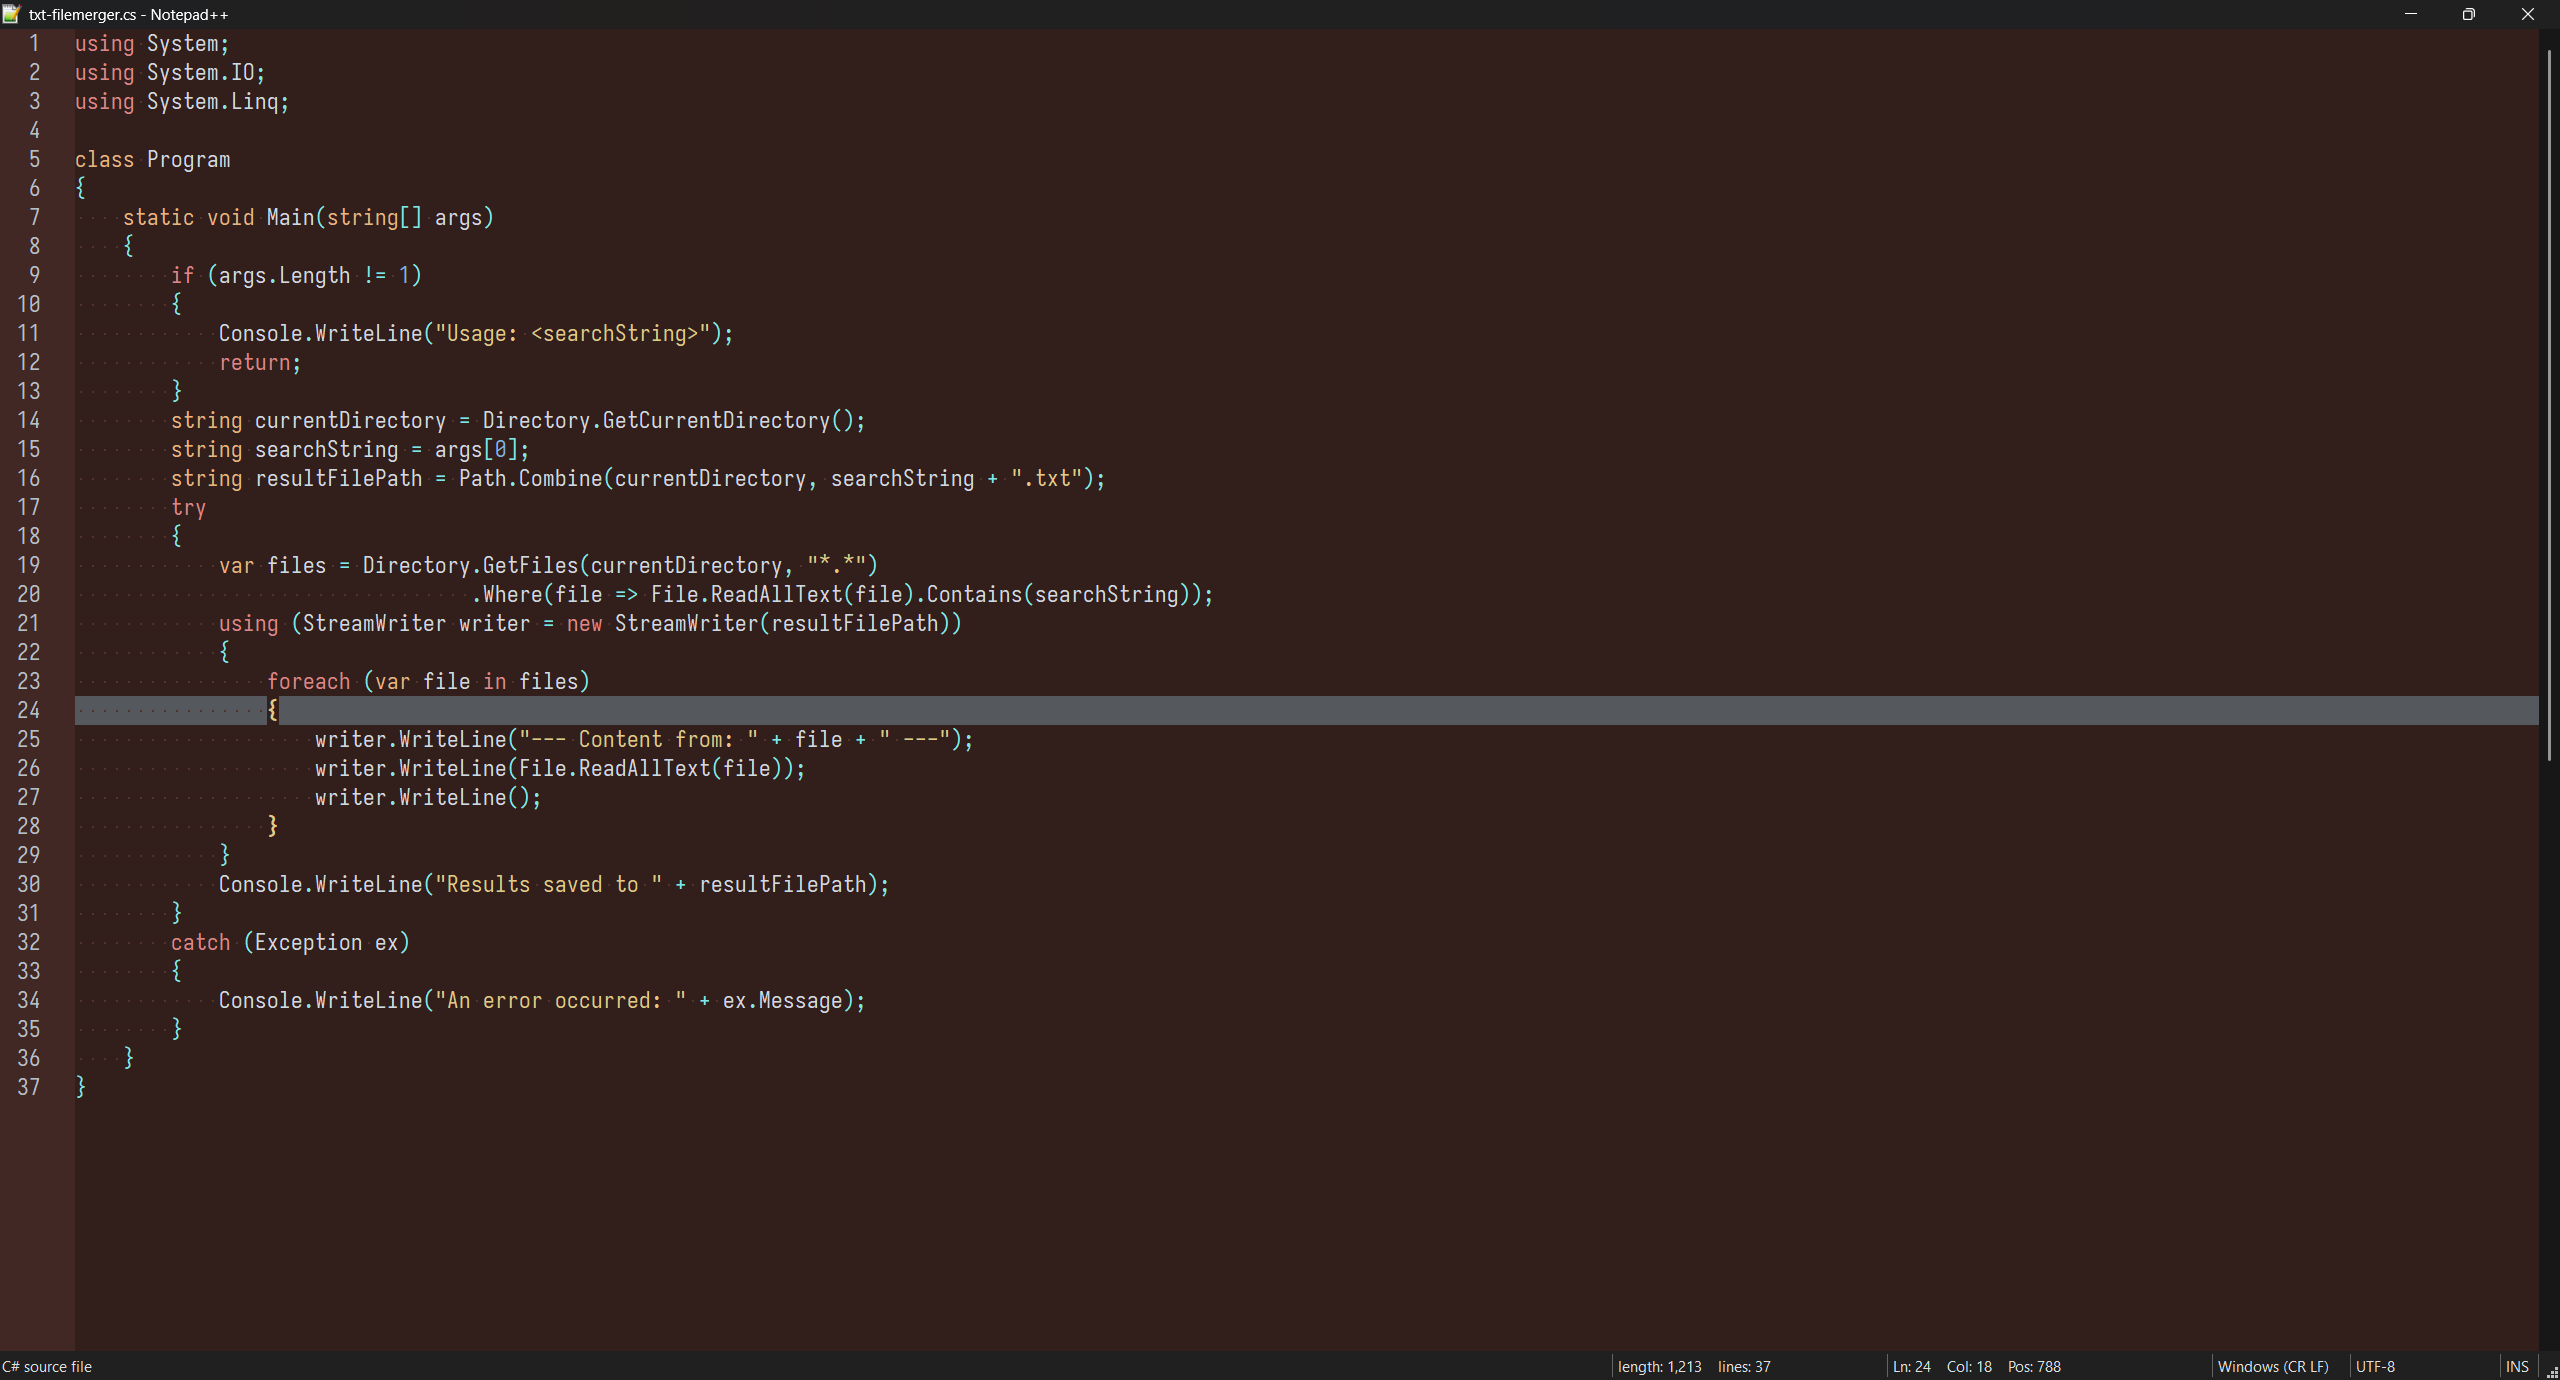 txt-filemerger.cs - Notepad++
1 using System;
2 using System.IO;
3 using System.Linq;
4
5 class Program
6 {
7     static void Main(string[] args)
8     {
9         if (args.Length != 1)
10         {
11             Console.WriteLine("Usage: <searchString>");
12             return;
13         }
14         string currentDirectory = Directory.GetCurrentDirectory();
15         string searchString = args[0];
16         string resultFilePath = Path.Combine(currentDirectory, searchString + ".txt");
17         try
18         {
19             var files = Directory.GetFiles(currentDirectory, "*.*")
20                                  .Where(file => File.ReadAllText(file).Contains(searchString));
21             using (StreamWriter writer = new StreamWriter(resultFilePath))
22             {
23                 foreach (var file in files)
24                 {
25                     writer.WriteLine("--- Content from: " + file + " ---");
26                     writer.WriteLine(File.ReadAllText(file));
27                     writer.WriteLine();
28                 }
29             }
30             Console.WriteLine("Results saved to " + resultFilePath);
31         }
32         catch (Exception ex)
33         {
34             Console.WriteLine("An error occurred: " + ex.Message);
35         }
36     }
37 }
C# source file length: 1,213 lines: 37 Ln: 24 Col: 18 Pos: 788 Windows (CR LF) UTF-8 INS